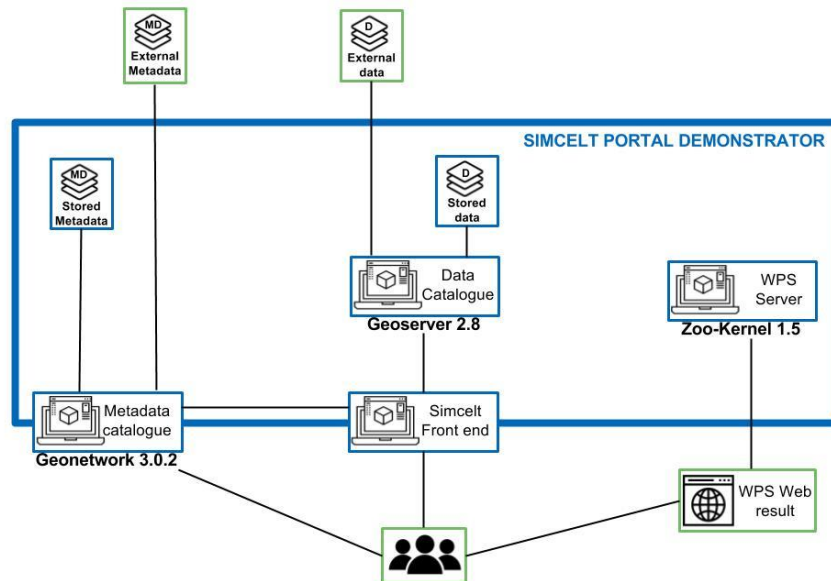 MD
External
Metadata
D
External
data
SIMCELT PORTAL DEMONSTRATOR
MD
Stored
Metadata
D
Stored
data
Data
Catalogue
Geoserver 2.8
WPS
Server
Zoo-Kernel 1.5
Metadata
catalogue
Geonetwork 3.0.2
Simcelt
Front end
WPS Web
result